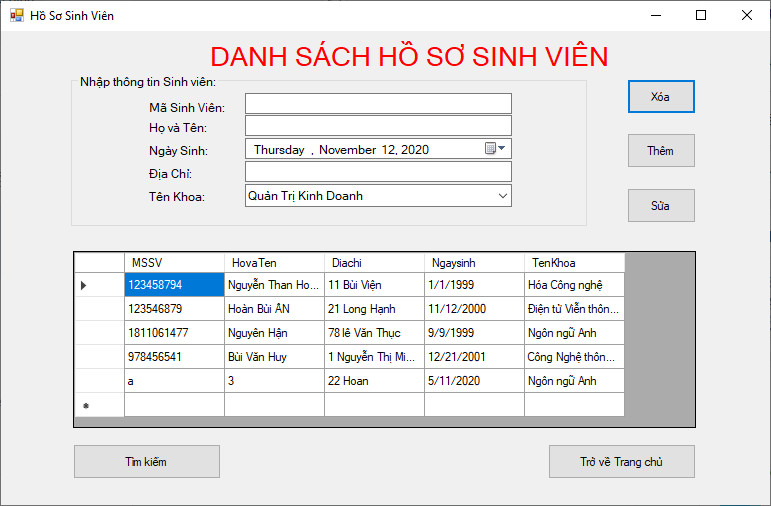 Hồ Sơ Sinh Viên
DANH SÁCH HỒ SƠ SINH VIÊN
Nhập thông tin Sinh viên:
Mã Sinh Viên:
Họ và Tên:
Ngày Sinh: Thursday , November 12, 2020
Địa Chỉ:
Tên Khoa: Quản Trị Kinh Doanh
Xóa
Thêm
Sửa
MSSV HovaTen Diachi Ngaysinh TenKhoa
123458794 Nguyễn Than Ho... 11 Bùi Viện 1/1/1999 Hóa Công nghệ
123546879 Hoàn Bùi ÂN 21 Long Hạnh 11/12/2000 Điện tử Viễn thôn...
1811061477 Nguyên Hận 78 lê Văn Thục 9/9/1999 Ngôn ngữ Anh
978456541 Bùi Văn Huy 1 Nguyễn Thị Mi... 12/21/2001 Công Nghệ thôn...
a 3 22 Hoan 5/11/2020 Ngôn ngữ Anh
Tìm kiếm
Trở về Trang chủ